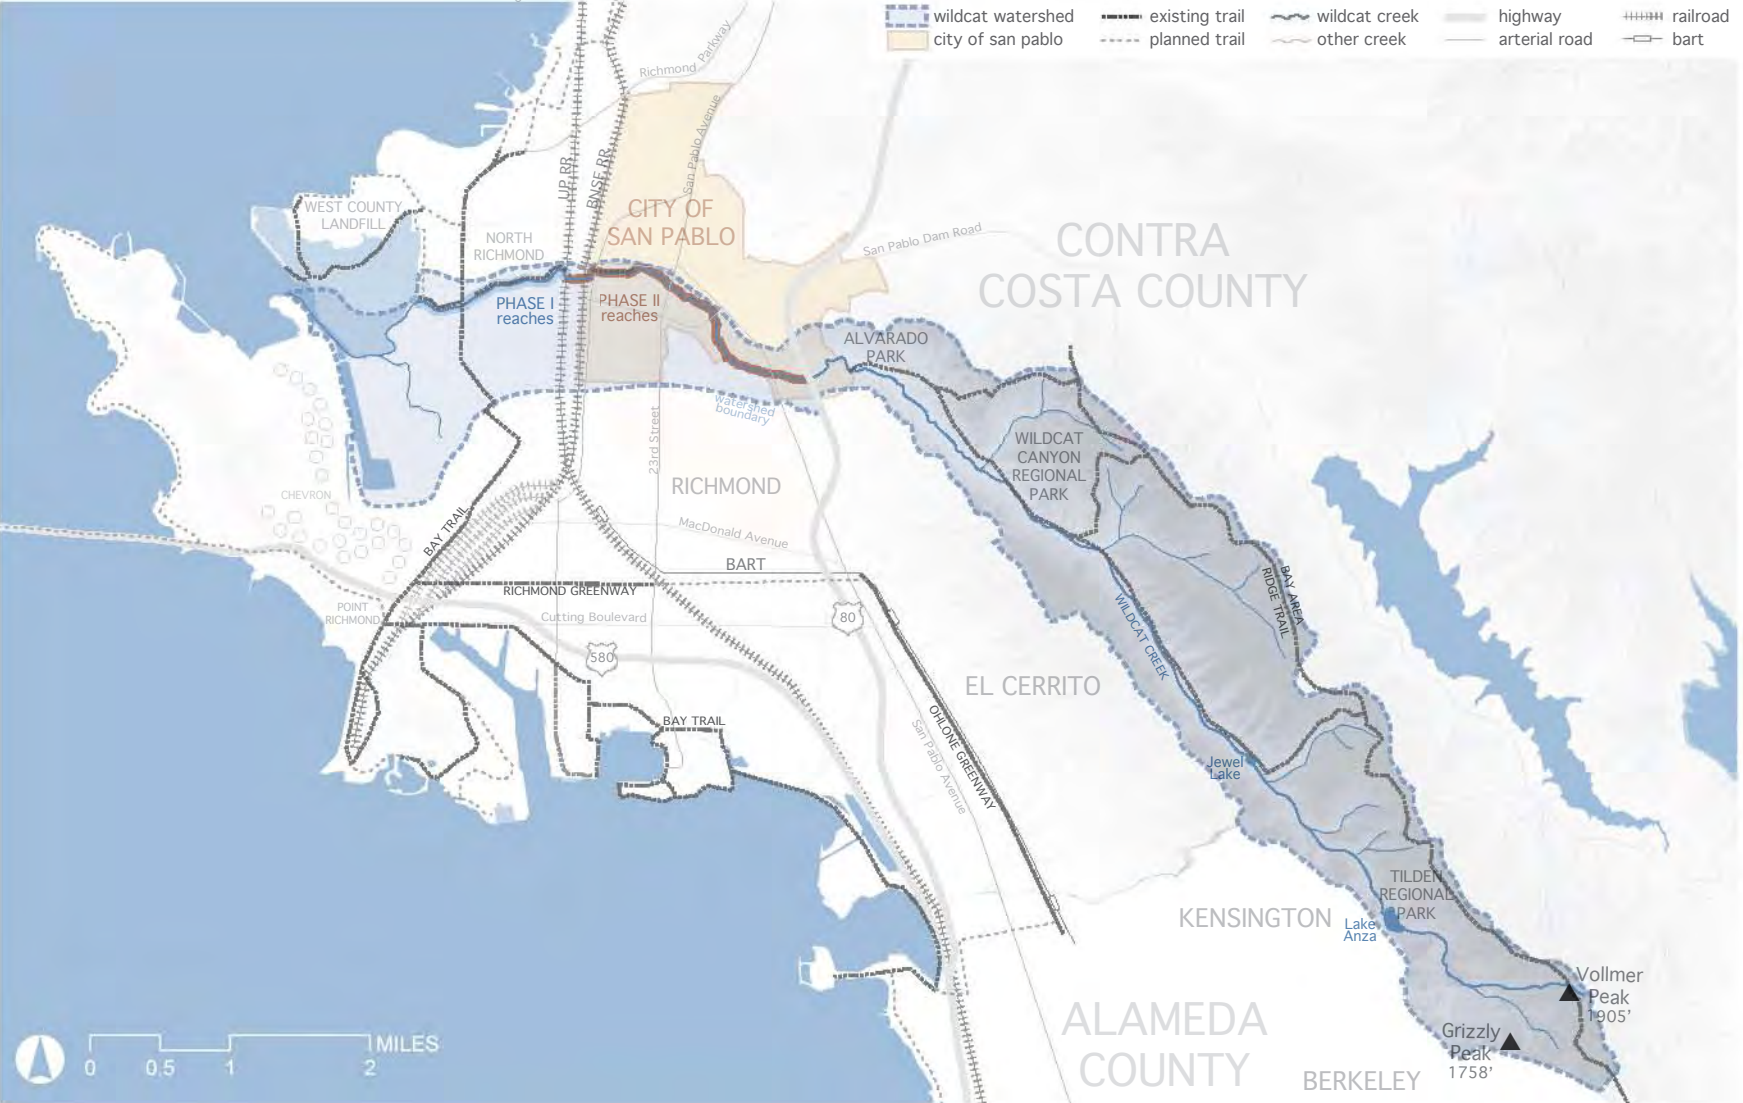 wildcat watershed
existing trail
wildcat creek
highway
railroad
city of san pablo
planned trail
other creek
arterial road
bart
Richmond Parkway
San Pablo Avenue
UP RR
BNSF RR
WEST COUNTY
LANDFILL
CITY OF
SAN PABLO
NORTH
RICHMOND
San Pablo Dam Road
CONTRA
COSTA COUNTY
PHASE I
reaches
PHASE II
reaches
ALVARADO
PARK
watershed
boundary
23rd Street
WILDCAT
CANYON
REGIONAL
PARK
RICHMOND
CHEVRON
BAY TRAIL
MacDonald Avenue
BART
RICHMOND GREENWAY
Cutting Boulevard
POINT
RICHMOND
80
580
BAY AREA
RIDGE TRAIL
WILDCAT CREEK
EL CERRITO
BAY TRAIL
OHLONE GREENWAY
San Pablo Avenue
Jewel
Lake
TILDEN
REGIONAL
PARK
KENSINGTON
Lake
Anza
Vollmer
Peak
1905'
Grizzly
Peak
1758'
ALAMEDA
COUNTY
BERKELEY
MILES
0 0.5 1 2